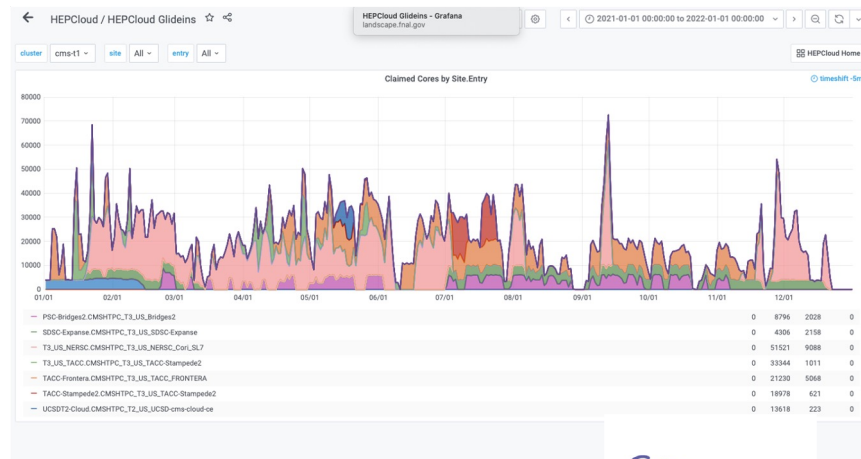 HEPCloud / HEPCloud Glideins
HEPCloud Glideins - Grafana
landscape.fnal.gov
2021-01-01 00:00:00 to 2022-01-01 00:00:00
cluster cms-t1 site All entry All
HEPCloud Home
Claimed Cores by Site.Entry
timeshift -5m
80000
70000
60000
50000
40000
30000
20000
10000
0
01/01 02/01 03/01 04/01 05/01 06/01 07/01 08/01 09/01 10/01 11/01 12/01
PSC-Bridges2.CMSHTPC_T3_US_Bridges2 0 8796 2028 0
SDSC-Expanse.CMSHTPC_T3_US_SDSC-Expanse 0 4306 2158 0
T3_US_NERSC.CMSHTPC_T3_US_NERSC_Cori_SL7 0 51521 9088 0
T3_US_TACC.CMSHTPC_T3_US_TACC-Stampede2 0 33344 1011 0
TACC-Frontera.CMSHTPC_T3_US_TACC_FRONTERA 0 21230 5068 0
TACC-Stampede2.CMSHTPC_T3_US_TACC-Stampede2 0 18978 621 0
UCSDT2-Cloud.CMSHTPC_T2_US_UCSD-cms-cloud-ce 0 13618 223 0